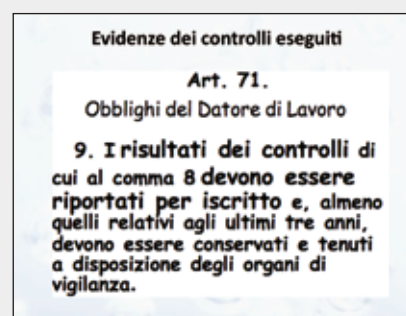 Evidenze dei controlli eseguiti
Art. 71.
Obblighi del Datore di Lavoro
9. I risultati dei controlli di
cui al comma 8 devono essere
riportati per iscritto e, almeno
quelli relativi agli ultimi tre anni,
devono essere conservati e tenuti
a disposizione degli organi di
vigilanza.